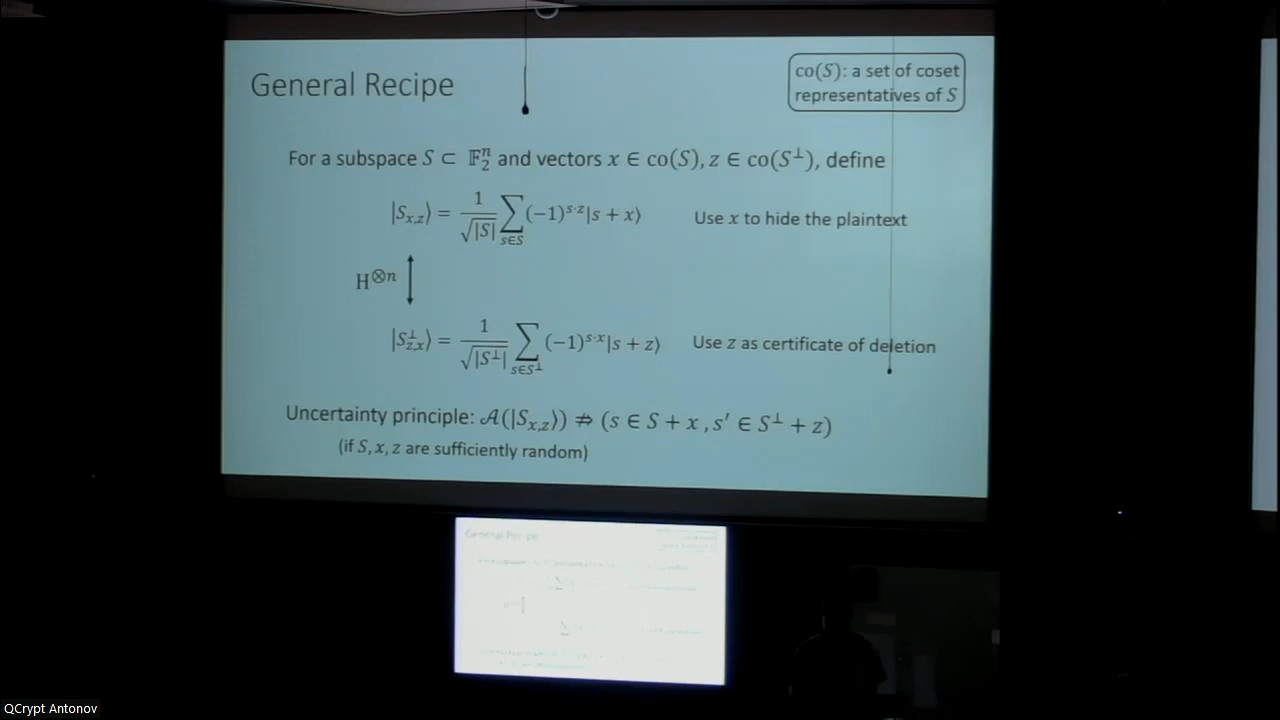 General Recipe
co(S): a set of coset
representatives of S
For a subspace S ⊂ 𝔽₂ⁿ and vectors x ∈ co(S), z ∈ co(S^⊥), define
|S_{x,z}⟩ = 1/√|S| ∑_{s∈S} (−1)^{s·z}|s + x⟩ Use x to hide the plaintext
H^{⊗n}
|S^⊥_{z,x}⟩ = 1/√|S^⊥| ∑_{s∈S^⊥} (−1)^{s·x}|s + z⟩ Use z as certificate of deletion
Uncertainty principle: 𝒜(|S_{x,z}⟩) ⇏ (s ∈ S + x , s′ ∈ S^⊥ + z)
(if S, x, z are sufficiently random)
General Recipe
QCrypt Antonov